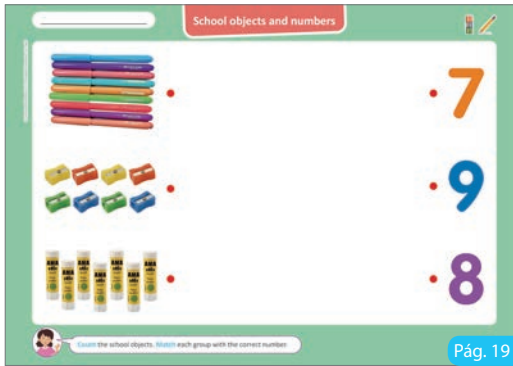 School objects and numbers
7
9
8
Count the school objects. Match each group with the correct number.
Pág. 19